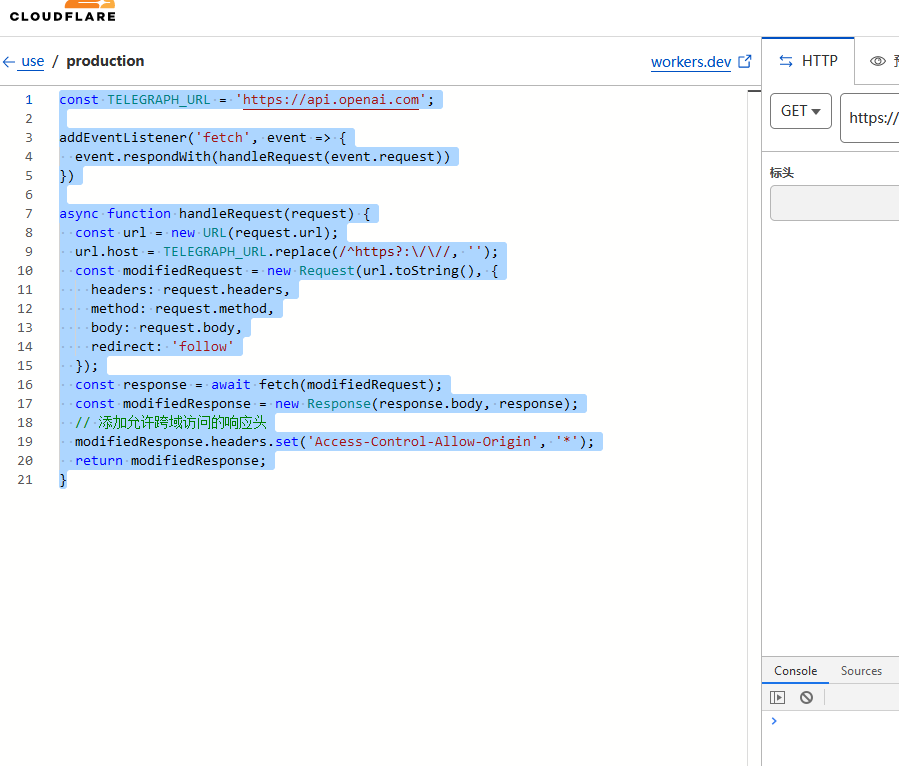 CLOUDFLARE
← use / production
workers.dev
HTTP
GET
https://
标头
1 const TELEGRAPH_URL = 'https://api.openai.com';
2
3 addEventListener('fetch', event => {
4   event.respondWith(handleRequest(event.request))
5 })
6
7 async function handleRequest(request) {
8   const url = new URL(request.url);
9   url.host = TELEGRAPH_URL.replace(/^https?:\/\//, '');
10   const modifiedRequest = new Request(url.toString(), {
11     headers: request.headers,
12     method: request.method,
13     body: request.body,
14     redirect: 'follow'
15   });
16   const response = await fetch(modifiedRequest);
17   const modifiedResponse = new Response(response.body, response);
18   // 添加允许跨域访问的响应头
19   modifiedResponse.headers.set('Access-Control-Allow-Origin', '*');
20   return modifiedResponse;
21 }
Console
Sources